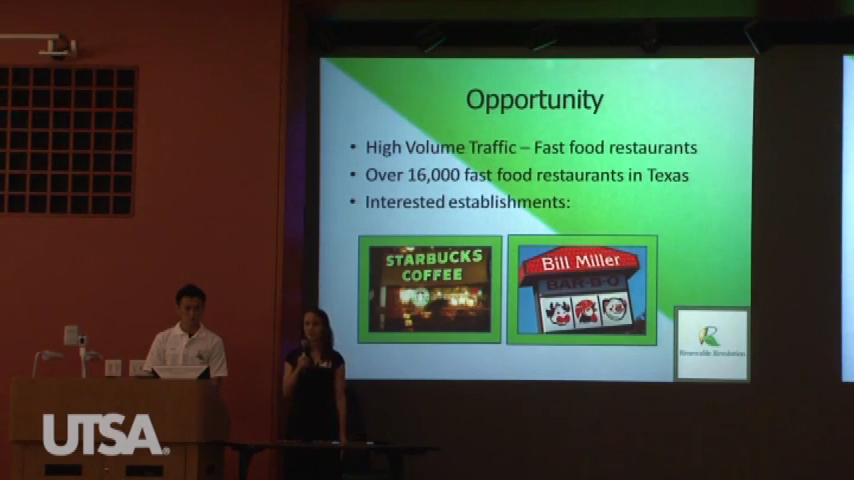 Opportunity
• High Volume Traffic – Fast food restaurants
• Over 16,000 fast food restaurants in Texas
• Interested establishments:
STARBUCKS
COFFEE
Bill Miller
BAR-B-Q
Renewable Revolution
UTSA®